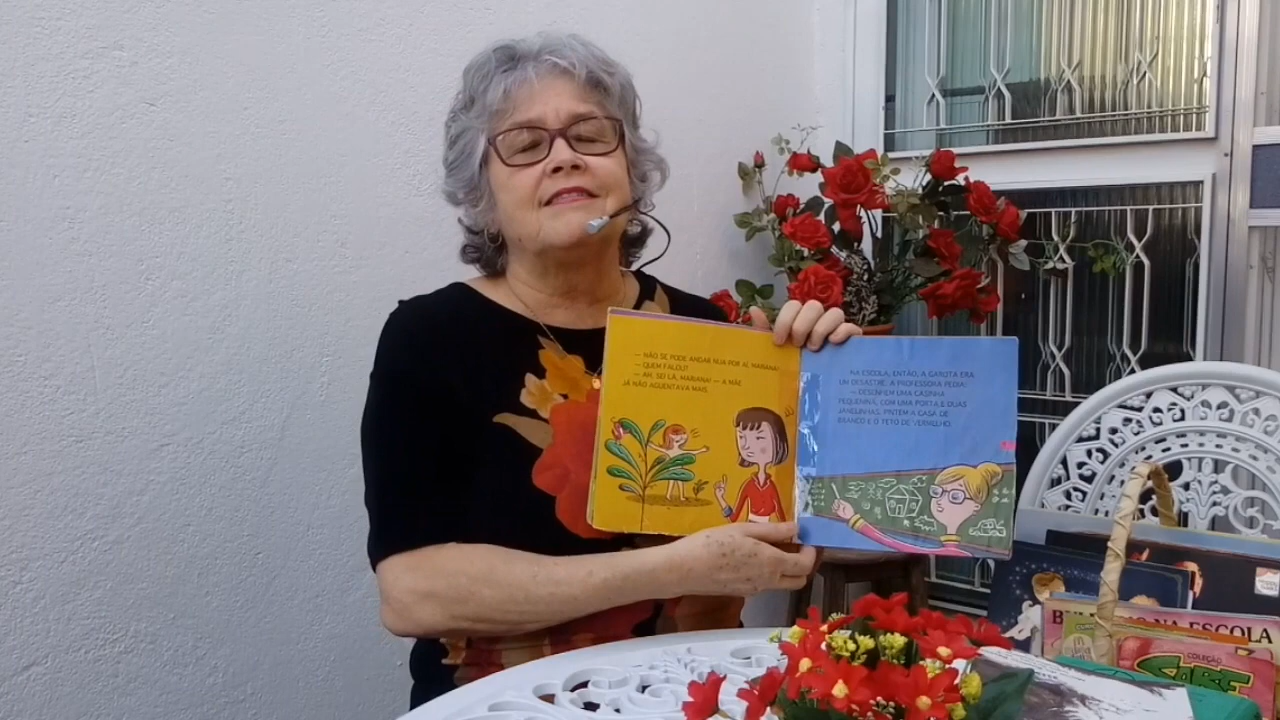 — NÃO SE PODE ANDAR NUA POR AÍ, MARIANA!
— QUEM FALOU?
— AH, SEI LÁ, MARIANA! — A MÃE
JÁ NÃO AGUENTAVA MAIS.
NA ESCOLA, ENTÃO, A GAROTA ERA
UM DESASTRE. A PROFESSORA PEDIA:
— DESENHEM UMA CASINHA
PEQUENINA, COM UMA PORTA E DUAS
JANELINHAS. PINTEM A CASA DE
BRANCO E O TETO DE VERMELHO.
NA ESCOLA
COLEÇÃO